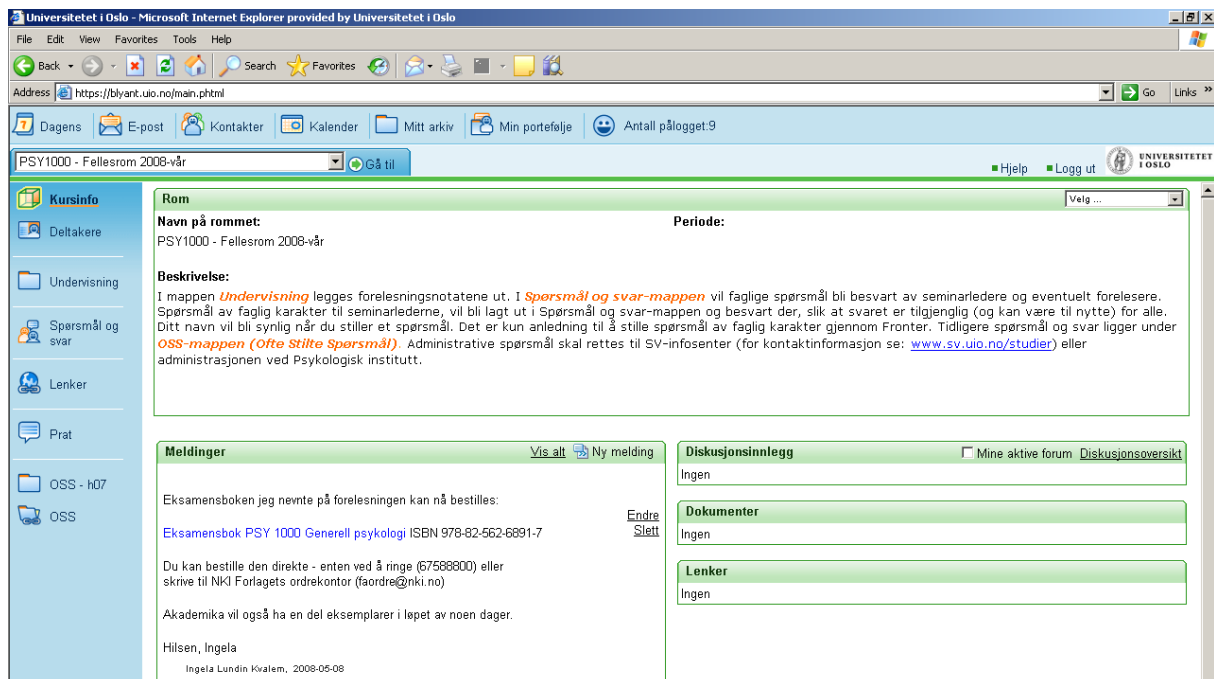 Universitetet i Oslo - Microsoft Internet Explorer provided by Universitetet i Oslo
File Edit View Favorites Tools Help
Back Search Favorites
Address https://blyant.uio.no/main.phtml Go Links »
7 Dagens E-post Kontakter Kalender Mitt arkiv Min portefølje Antall pålogget:9
PSY1000 - Fellesrom 2008-vår Gå til
Hjelp Logg ut UNIVERSITETET
I OSLO
Kursinfo
Deltakere
Undervisning
Spørsmål og
svar
Lenker
Prat
OSS - h07
OSS
Rom Velg ...
Navn på rommet: Periode:
PSY1000 - Fellesrom 2008-vår
Beskrivelse:
I mappen Undervisning legges forelesningsnotatene ut. I Spørsmål og svar-mappen vil faglige spørsmål bli besvart av seminarledere og eventuelt forelesere.
Spørsmål av faglig karakter til seminarlederne, vil bli lagt ut i Spørsmål og svar-mappen og besvart der, slik at svaret er tilgjenglig (og kan være til nytte) for alle.
Ditt navn vil bli synlig når du stiller et spørsmål. Det er kun anledning til å stille spørsmål av faglig karakter gjennom Fronter. Tidligere spørsmål og svar ligger under
OSS-mappen (Ofte Stilte Spørsmål). Administrative spørsmål skal rettes til SV-infosenter (for kontaktinformasjon se: www.sv.uio.no/studier) eller
administrasjonen ved Psykologisk institutt.
Meldinger Vis alt Ny melding
Eksamensboken jeg nevnte på forelesningen kan nå bestilles:
Endre
Slett
Eksamensbok PSY 1000 Generell psykologi ISBN 978-82-562-6891-7
Du kan bestille den direkte - enten ved å ringe (67588800) eller
skrive til NKI Forlagets ordrekontor (faordre@nki.no)
Akademika vil også ha en del eksemplarer i løpet av noen dager.
Hilsen, Ingela
Ingela Lundin Kvalem, 2008-05-08
Diskusjonsinnlegg Mine aktive forum Diskusjonsoversikt
Ingen
Dokumenter
Ingen
Lenker
Ingen